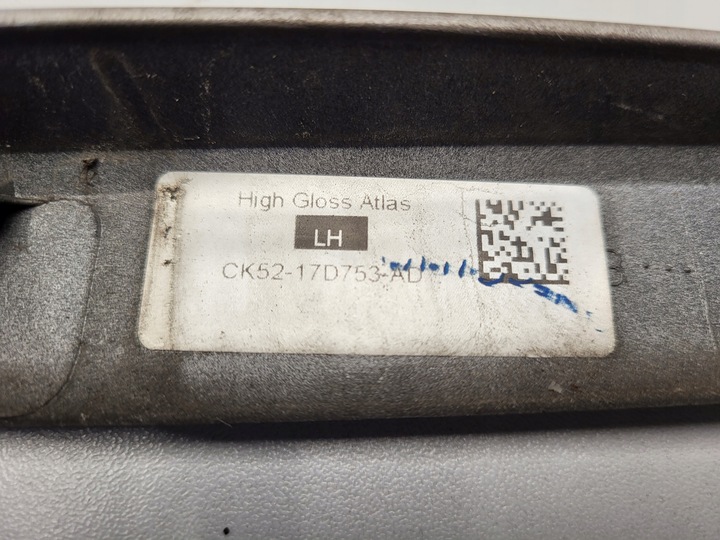 High Gloss Atlas
LH
CK52-17D753-AD